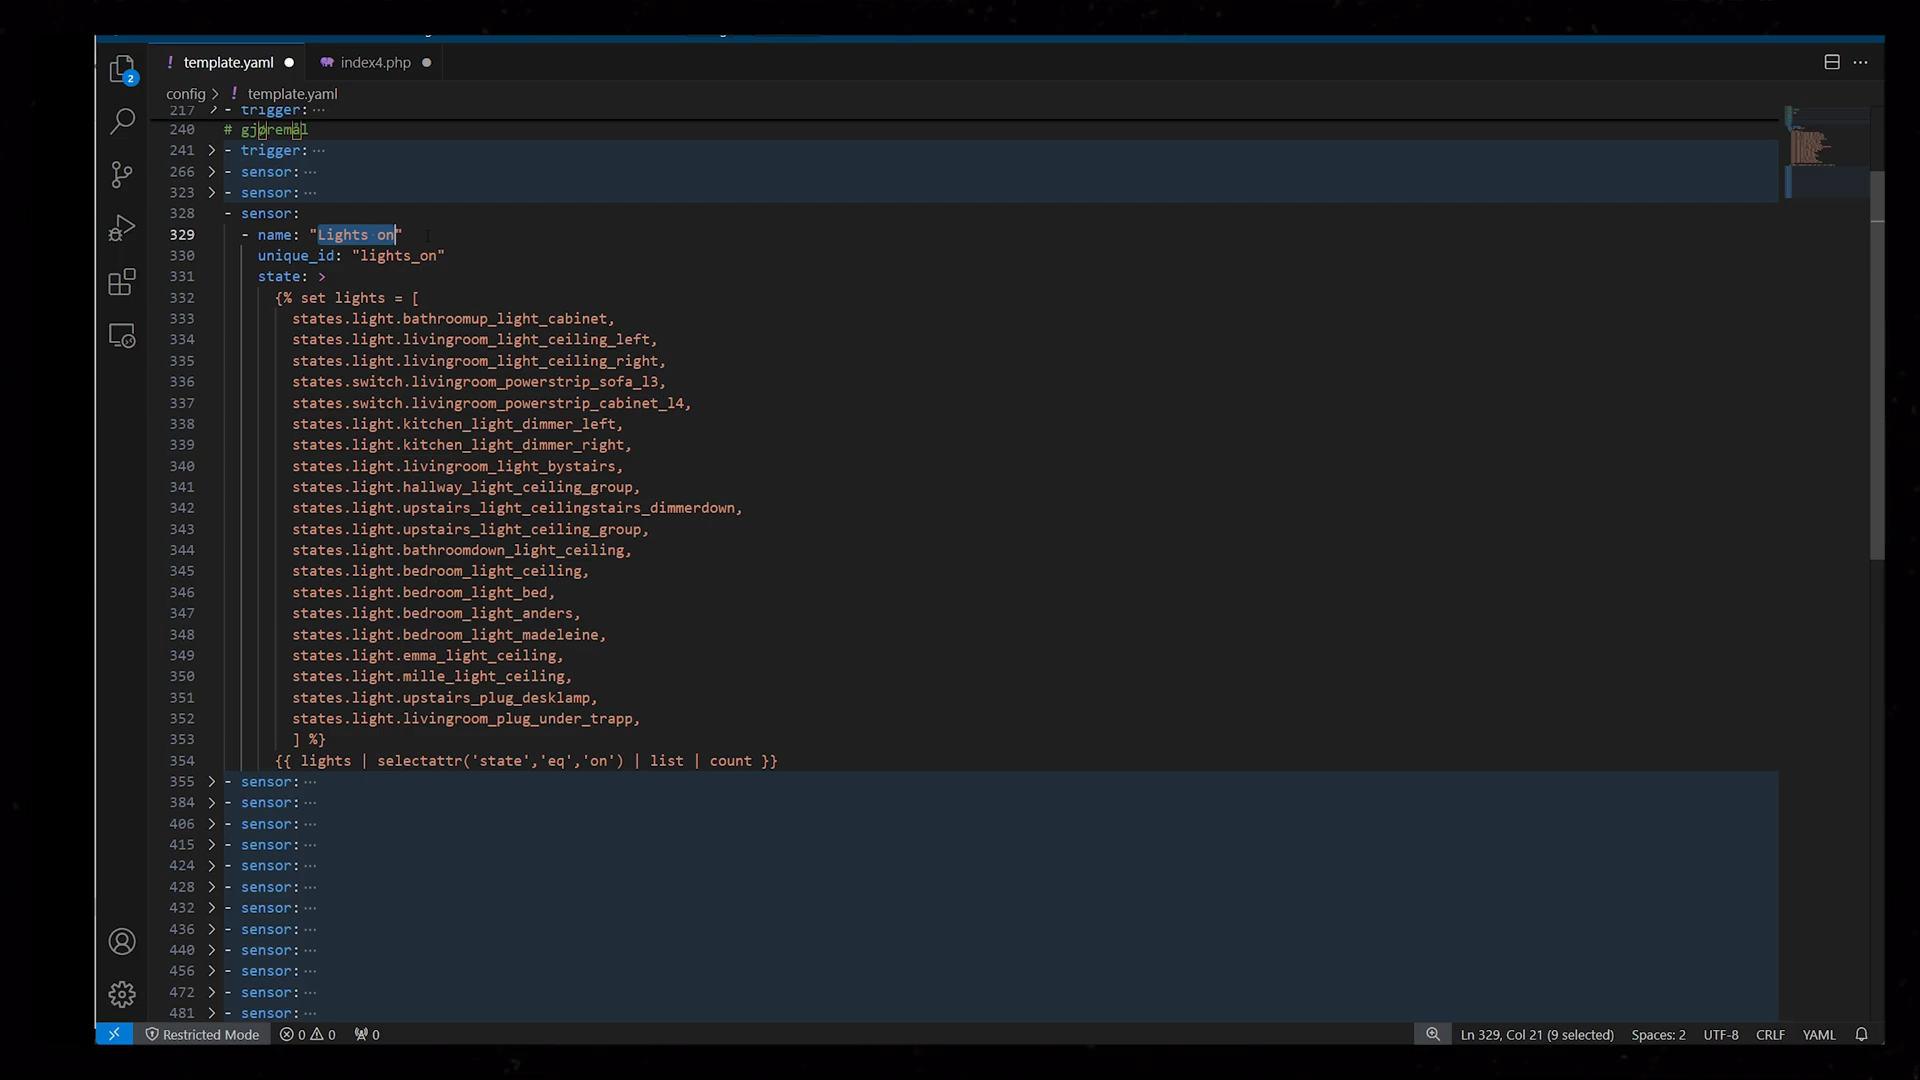 template.yaml
index4.php
config > template.yaml
217 - trigger: ...
240 # gjøremål
241 - trigger: ...
266 - sensor: ...
323 - sensor: ...
328 - sensor:
329 - name: "Lights on"
330 unique_id: "lights_on"
331 state: >
332 {% set lights = [
333 states.light.bathroomup_light_cabinet,
334 states.light.livingroom_light_ceiling_left,
335 states.light.livingroom_light_ceiling_right,
336 states.switch.livingroom_powerstrip_sofa_l3,
337 states.switch.livingroom_powerstrip_cabinet_l4,
338 states.light.kitchen_light_dimmer_left,
339 states.light.kitchen_light_dimmer_right,
340 states.light.livingroom_light_bystairs,
341 states.light.hallway_light_ceiling_group,
342 states.light.upstairs_light_ceilingstairs_dimmerdown,
343 states.light.upstairs_light_ceiling_group,
344 states.light.bathroomdown_light_ceiling,
345 states.light.bedroom_light_ceiling,
346 states.light.bedroom_light_bed,
347 states.light.bedroom_light_anders,
348 states.light.bedroom_light_madeleine,
349 states.light.emma_light_ceiling,
350 states.light.mille_light_ceiling,
351 states.light.upstairs_plug_desklamp,
352 states.light.livingroom_plug_under_trapp,
353 ] %}
354 {{ lights | selectattr('state','eq','on') | list | count }}
355 - sensor: ...
384 - sensor: ...
406 - sensor: ...
415 - sensor: ...
424 - sensor: ...
428 - sensor: ...
432 - sensor: ...
436 - sensor: ...
440 - sensor: ...
456 - sensor: ...
472 - sensor: ...
481 - sensor: ...
2
Restricted Mode 0 0 0 Ln 329, Col 21 (9 selected) Spaces: 2 UTF-8 CRLF YAML